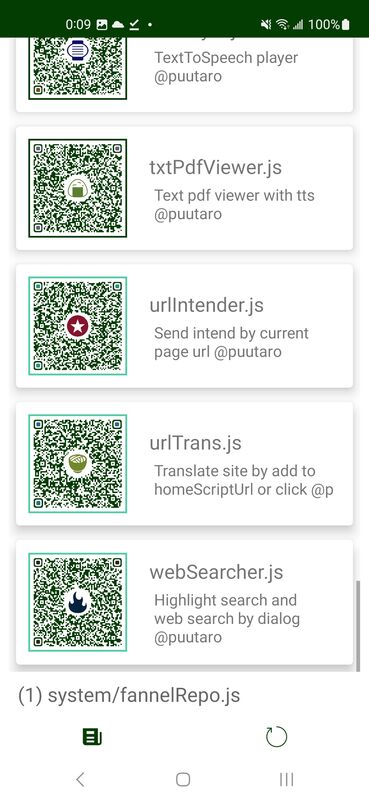 0:09
100%
TextToSpeech player
@puutaro
txtPdfViewer.js
Text pdf viewer with tts
@puutaro
urlIntender.js
Send intend by current
page url @puutaro
urlTrans.js
Translate site by add to
homeScriptUrl or click @p
webSearcher.js
Highlight search and
web search by dialog
@puutaro
(1) system/fannelRepo.js